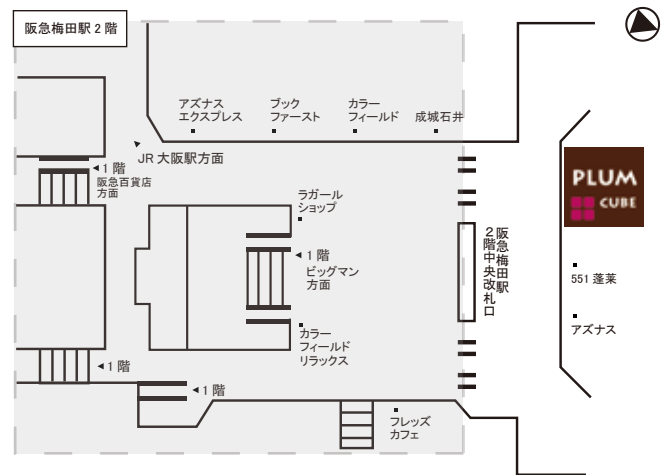 阪急梅田駅2階
アズナス
エクスプレス
ブック
ファースト
カラー
フィールド
成城石井
JR 大阪駅方面
1 階
阪急百貨店
方面
ラガール
ショップ
1 階
ビッグマン
方面
阪急梅田駅
2階中央改札口
PLUM
CUBE
551 蓬莱
アズナス
カラー
フィールド
リラックス
1 階
1 階
フレッズ
カフェ